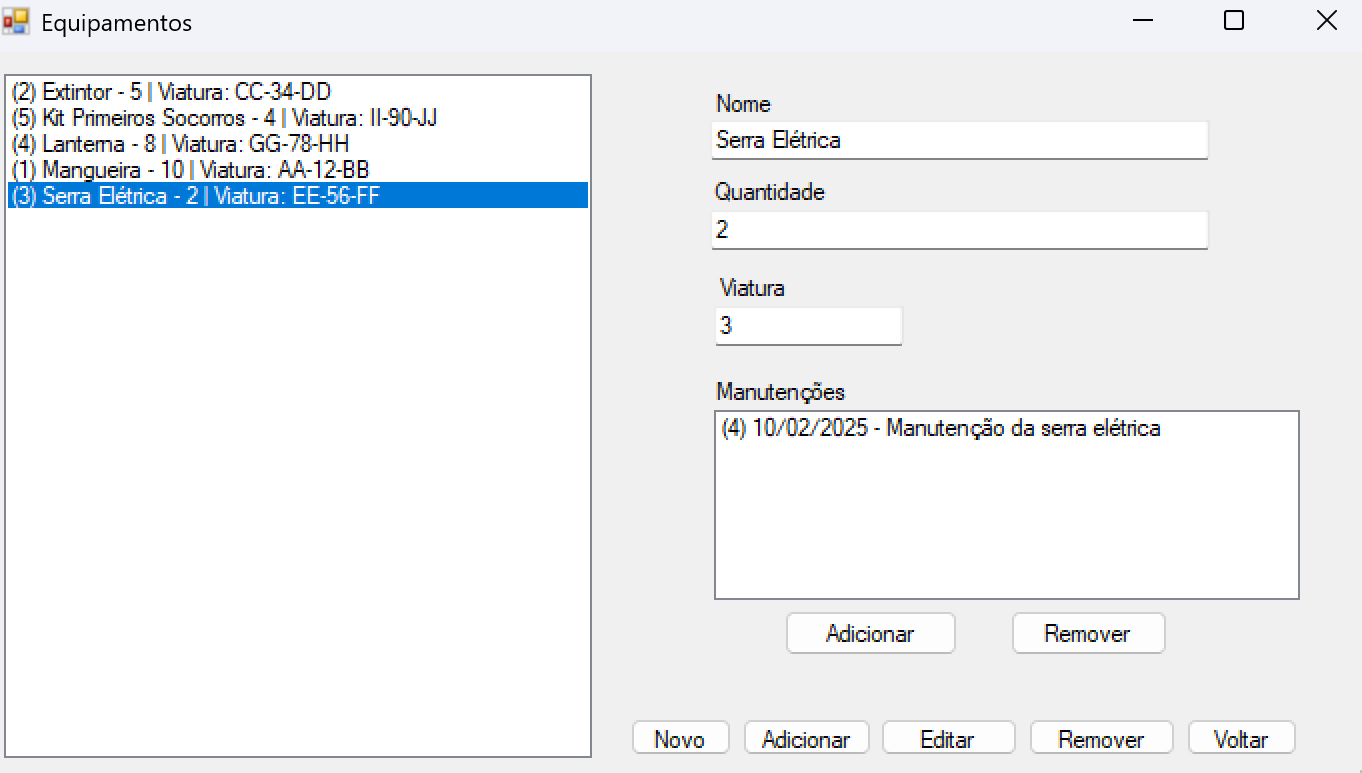 Equipamentos
(2) Extintor - 5 | Viatura: CC-34-DD
(5) Kit Primeiros Socorros - 4 | Viatura: II-90-JJ
(4) Lanterna - 8 | Viatura: GG-78-HH
(1) Mangueira - 10 | Viatura: AA-12-BB
(3) Serra Elétrica - 2 | Viatura: EE-56-FF
Nome
Serra Elétrica
Quantidade
2
Viatura
3
Manutenções
(4) 10/02/2025 - Manutenção da serra elétrica
Adicionar
Remover
Novo
Adicionar
Editar
Remover
Voltar